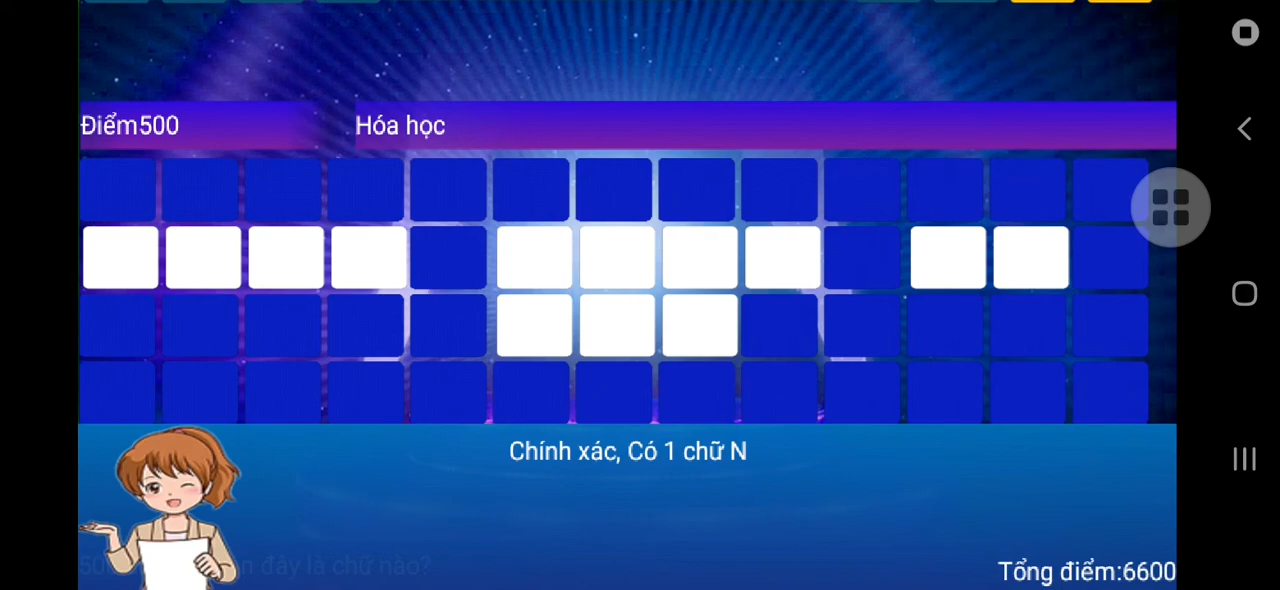 Điểm500
Hóa học
Chính xác, Có 1 chữ N
đây là chữ nào?
Tổng điểm:6600